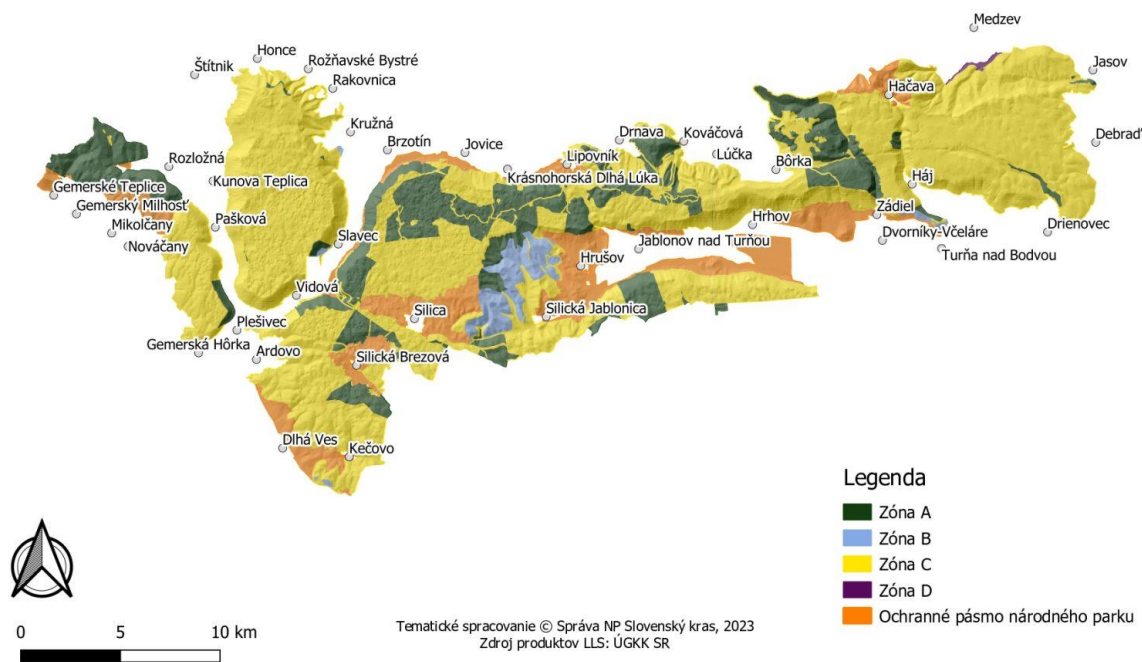 Medzev
Honce
Štítnik
Rožňavské Bystré
Jasov
Rakovnica
Hačava
Kružná
Drnava
Kováčová
Debraď
Brzotín
Jovice
Lúčka
Rozložná
Lipovník
Krásnohorská Dlhá Lúka
Bôrka
Kunova Teplica
Háj
Gemerské Teplice
Gemerský Milhosť
Mikolčany
Pašková
Zádiel
Hrhov
Drienovec
Nováčany
Slavec
Jablonov nad Turňou
Dvorníky-Včeláre
Hrušov
Turňa nad Bodvou
Vidová
Silica
Silická Jablonica
Plešivec
Gemerská Hôrka
Ardovo
Silická Brezová
Dlhá Ves
Kečovo
Legenda
Zóna A
Zóna B
Zóna C
Zóna D
Ochranné pásmo národného parku
0 5 10 km
Tematické spracovanie © Správa NP Slovenský kras, 2023
Zdroj produktov LLS: ÚGKK SR